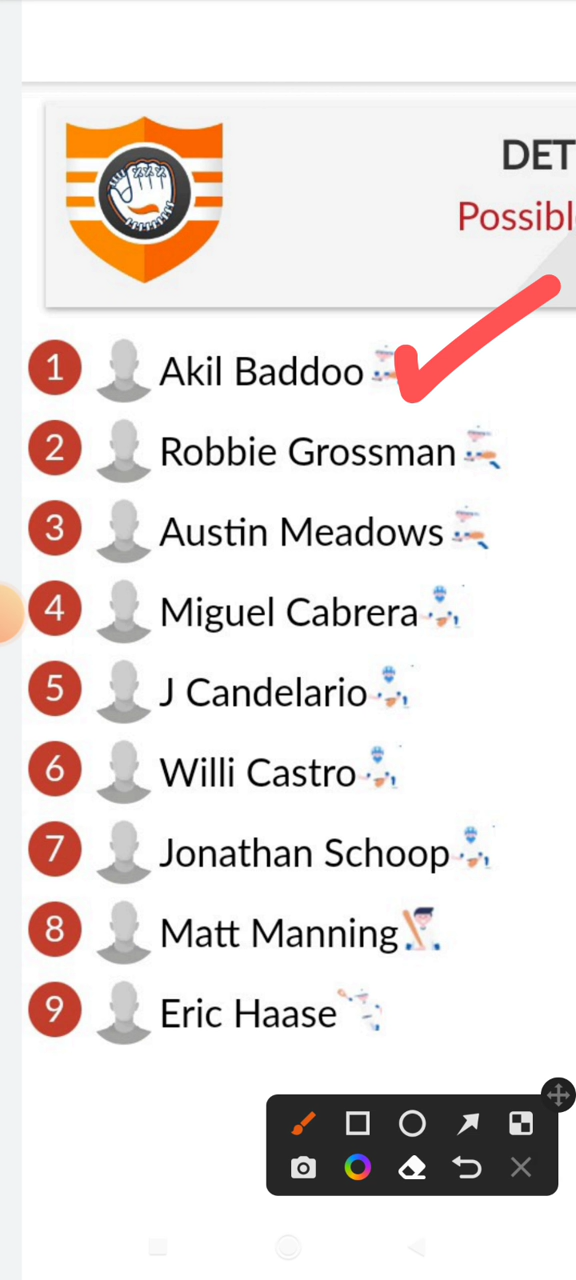 DET
Possibl
1 Akil Baddoo
2 Robbie Grossman
3 Austin Meadows
4 Miguel Cabrera
5 J Candelario
6 Willi Castro
7 Jonathan Schoop
8 Matt Manning
9 Eric Haase